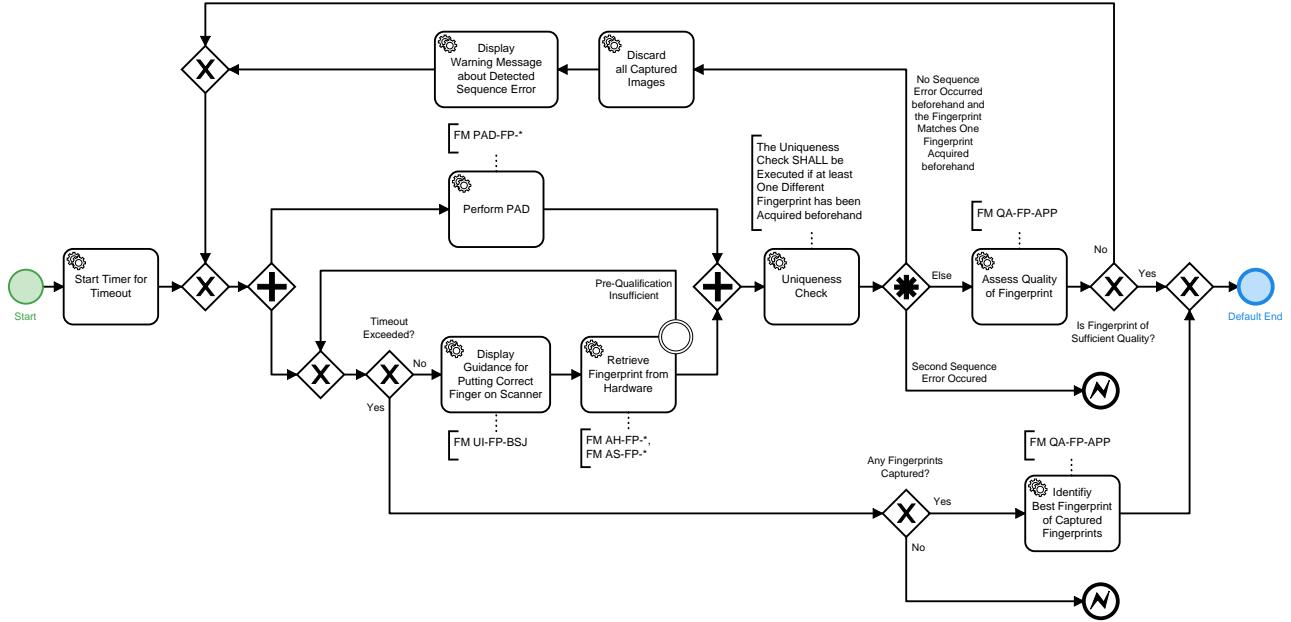 Display
Warning Message
about Detected
Sequence Error
Discard
all Captured
Images
No Sequence
Error Occurred
beforehand and
the Fingerprint
Matches One
Fingerprint
Acquired
beforehand
FM PAD-FP-*
Perform PAD
The Uniqueness
Check SHALL be
Executed if at least
One Different
Fingerprint has been
Acquired beforehand
FM QA-FP-APP
Start
Start Timer for
Timeout
Pre-Qualification
Insufficient
Uniqueness
Check
Else
Assess Quality
of Fingerprint
No
Yes
Default End
Is Fingerprint of
Sufficient Quality?
Timeout
Exceeded?
No
Yes
Display
Guidance for
Putting Correct
Finger on Scanner
Retrieve
Fingerprint from
Hardware
Second Sequence
Error Occured
FM UI-FP-BSJ
FM AH-FP-*,
FM AS-FP-*
FM QA-FP-APP
Any Fingerprints
Captured?
Yes
No
Identifiy
Best Fingerprint
of Captured
Fingerprints